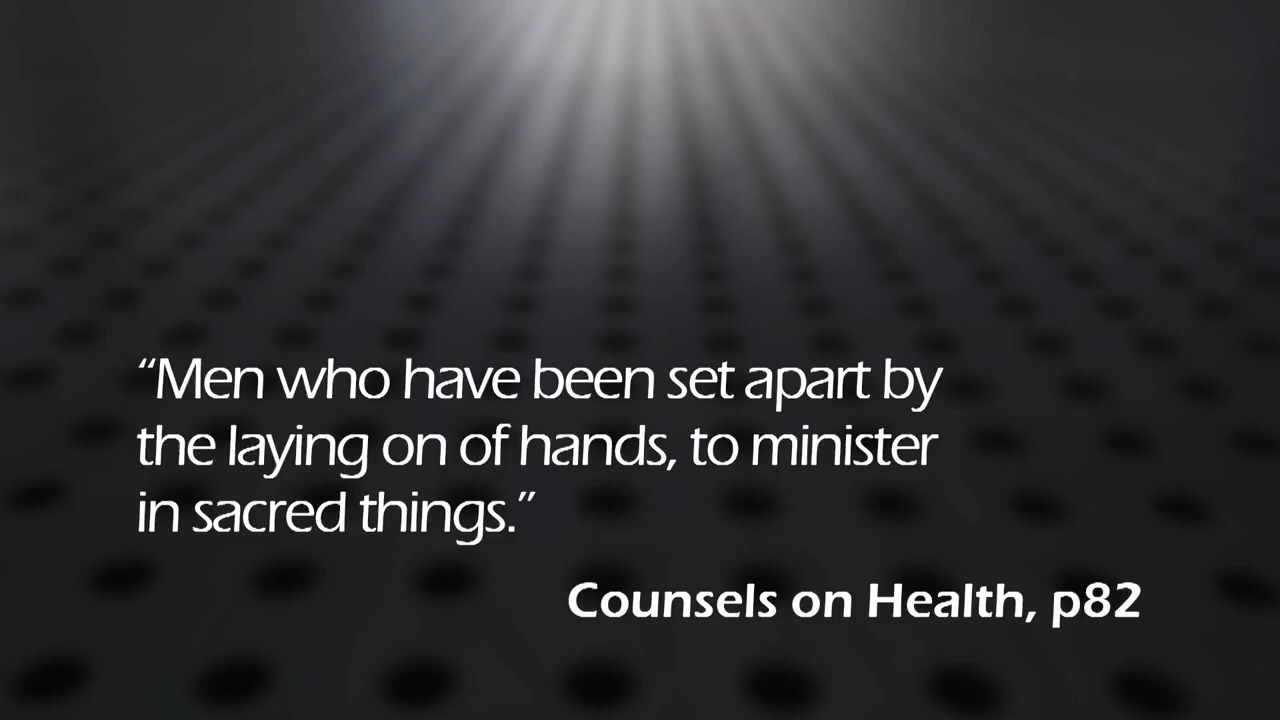 “Men who have been set apart by
the laying on of hands, to minister
in sacred things.”
Counsels on Health, p82